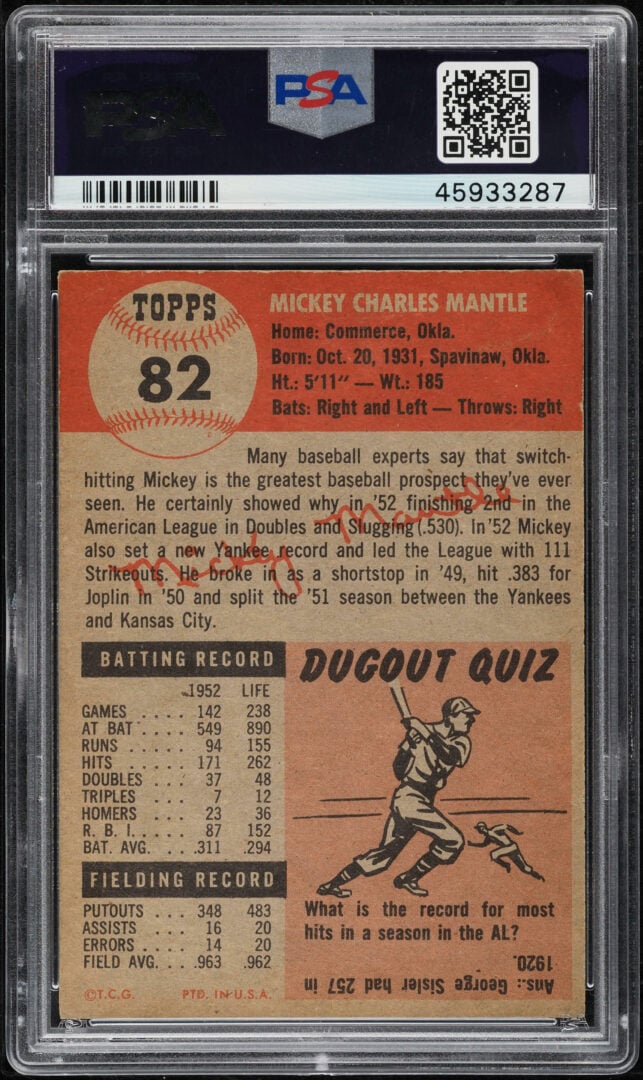 PSA
45933287
TOPPS
82
MICKEY CHARLES MANTLE
Home: Commerce, Okla.
Born: Oct. 20, 1931, Spavinaw, Okla.
Ht.: 5'11" — Wt.: 185
Bats: Right and Left — Throws: Right
Many baseball experts say that switch-
hitting Mickey is the greatest baseball prospect they've ever
seen. He certainly showed why in '52 finishing 2nd in the
American League in Doubles and Slugging (.530). In '52 Mickey
also set a new Yankee record and led the League with 111
Strikeouts. He broke in as a shortstop in '49, hit .383 for
Joplin in '50 and split the '51 season between the Yankees
and Kansas City.
Mickey Mantle
BATTING RECORD
1952 LIFE
GAMES .... 142 238
AT BAT .... 549 890
RUNS .... 94 155
HITS .... 171 262
DOUBLES ... 37 48
TRIPLES ... 7 12
HOMERS ... 23 36
R. B. I. .... 87 152
BAT. AVG. ... .311 .294
FIELDING RECORD
PUTOUTS ... 348 483
ASSISTS ... 16 20
ERRORS .... 14 20
FIELD AVG. ... .963 .962
©T.C.G. PTD. IN U.S.A.
DUGOUT QUIZ
What is the record for most
hits in a season in the AL?
Ans.: George Sisler had 257 in
1920.